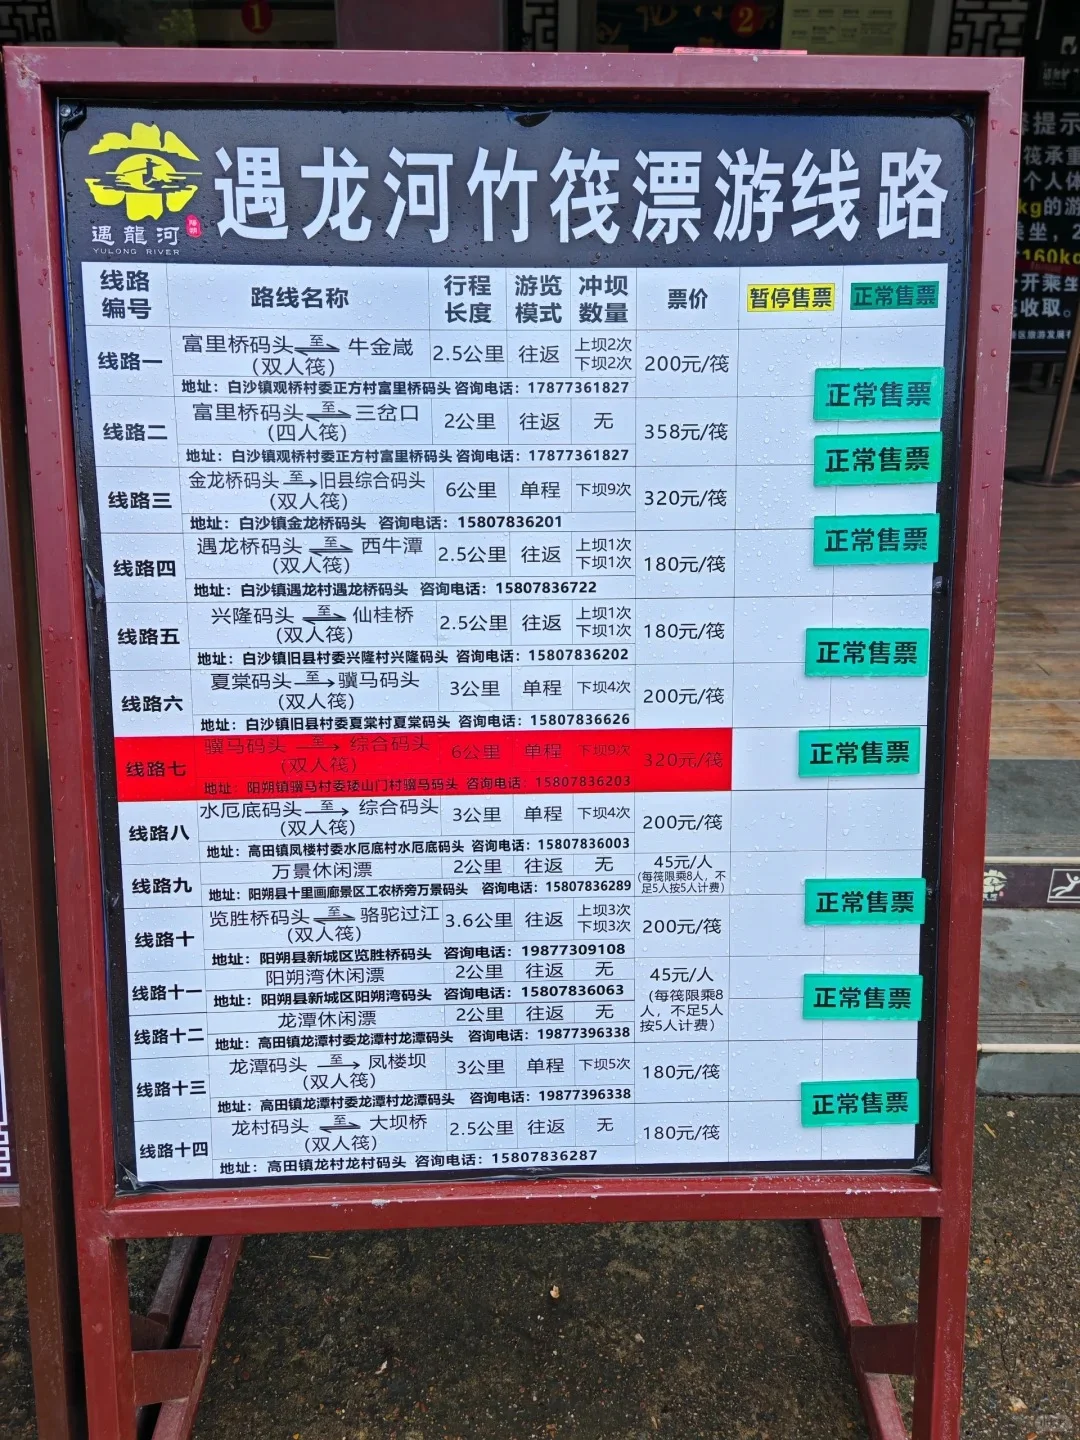 1
2
遇龍河
陽朔
YULONG RIVER
遇龙河竹筏漂游线路
线路编号 路线名称 行程长度 游览模式 冲坝数量 票价 暂停售票 正常售票
线路一 富里桥码头 至 牛金崴 (双人筏) 2.5公里 往返 上坝2次 下坝2次 200元/筏
地址：白沙镇观桥村委正方村富里桥码头 咨询电话：17877361827
正常售票
线路二 富里桥码头 至 三岔口 (四人筏) 2公里 往返 无 358元/筏
地址：白沙镇观桥村委正方村富里桥码头 咨询电话：17877361827
正常售票
线路三 金龙桥码头 至 旧县综合码头 (双人筏) 6公里 单程 下坝9次 320元/筏
地址：白沙镇金龙桥码头 咨询电话：15807836201
正常售票
线路四 遇龙桥码头 至 西牛潭 (双人筏) 2.5公里 往返 上坝1次 下坝1次 180元/筏
地址：白沙镇遇龙村遇龙桥码头 咨询电话：15807836722
线路五 兴隆码头 至 仙桂桥 (双人筏) 2.5公里 往返 上坝1次 下坝1次 180元/筏
地址：白沙镇旧县村委兴隆村兴隆码头 咨询电话：15807836202
正常售票
线路六 夏棠码头 至 骥马码头 (双人筏) 3公里 单程 下坝4次 200元/筏
地址：白沙镇旧县村委夏棠村夏棠码头 咨询电话：15807836626
线路七 骥马码头 至 综合码头 (双人筏) 6公里 单程 下坝9次 320元/筏
地址：阳朔镇骥马村委矮山门村骥马码头 咨询电话：15807836203
正常售票
线路八 水厄底码头 至 综合码头 (双人筏) 3公里 单程 下坝4次 200元/筏
地址：高田镇凤楼村委水厄底村水厄底码头 咨询电话：15807836003
线路九 万景休闲漂 2公里 往返 无 45元/人 (每筏限乘8人，不足5人按5人计费)
地址：阳朔县十里画廊景区工农桥旁万景码头 咨询电话：15807836289
正常售票
线路十 览胜桥码头 至 骆驼过江 (双人筏) 3.6公里 往返 上坝3次 下坝3次 200元/筏
地址：阳朔县新城区览胜桥码头 咨询电话：19877309108
线路十一 阳朔湾休闲漂 2公里 往返 无 45元/人 (每筏限乘8人，不足5人按5人计费)
地址：阳朔县新城区阳朔湾码头 咨询电话：15807836063
正常售票
线路十二 龙潭休闲漂 2公里 往返 无
地址：高田镇龙潭村委龙潭村龙潭码头 咨询电话：19877396338
线路十三 龙潭码头 至 凤楼坝 (双人筏) 3公里 单程 下坝5次 180元/筏
地址：高田镇龙潭村委龙潭村龙潭码头 咨询电话：19877396338
正常售票
线路十四 龙村码头 至 大坝桥 (双人筏) 2.5公里 往返 无 180元/筏
地址：高田镇龙村龙村码头 咨询电话：15807836287
提示
筏承重
个人体
kg的游
乘坐，2
160kg
开乘坐
收取。